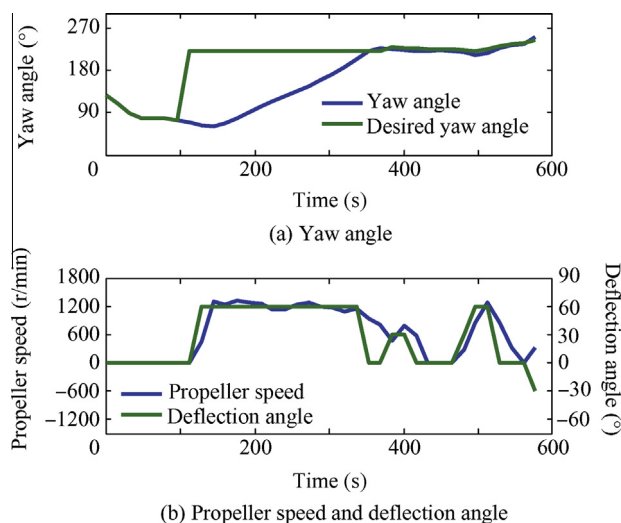 270
180
90
Yaw angle (°)
Yaw angle
Desired yaw angle
0 200 400 600
Time (s)
(a) Yaw angle
Propeller speed (r/min)
1800
1200
600
0
−600
−1200
90
60
30
0
−30
−60
Deflection angle (°)
Propeller speed
Deflection angle
0 200 400 600
Time (s)
(b) Propeller speed and deflection angle